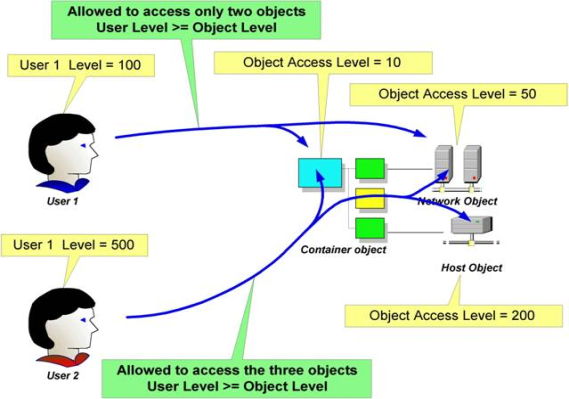 Allowed to access only two objects
User Level >= Object Level
User 1 Level = 100
Object Access Level = 10
Object Access Level = 50
User 1
Network Object
User 1 Level = 500
Container object
Host Object
Object Access Level = 200
User 2
Allowed to access the three objects
User Level >= Object Level